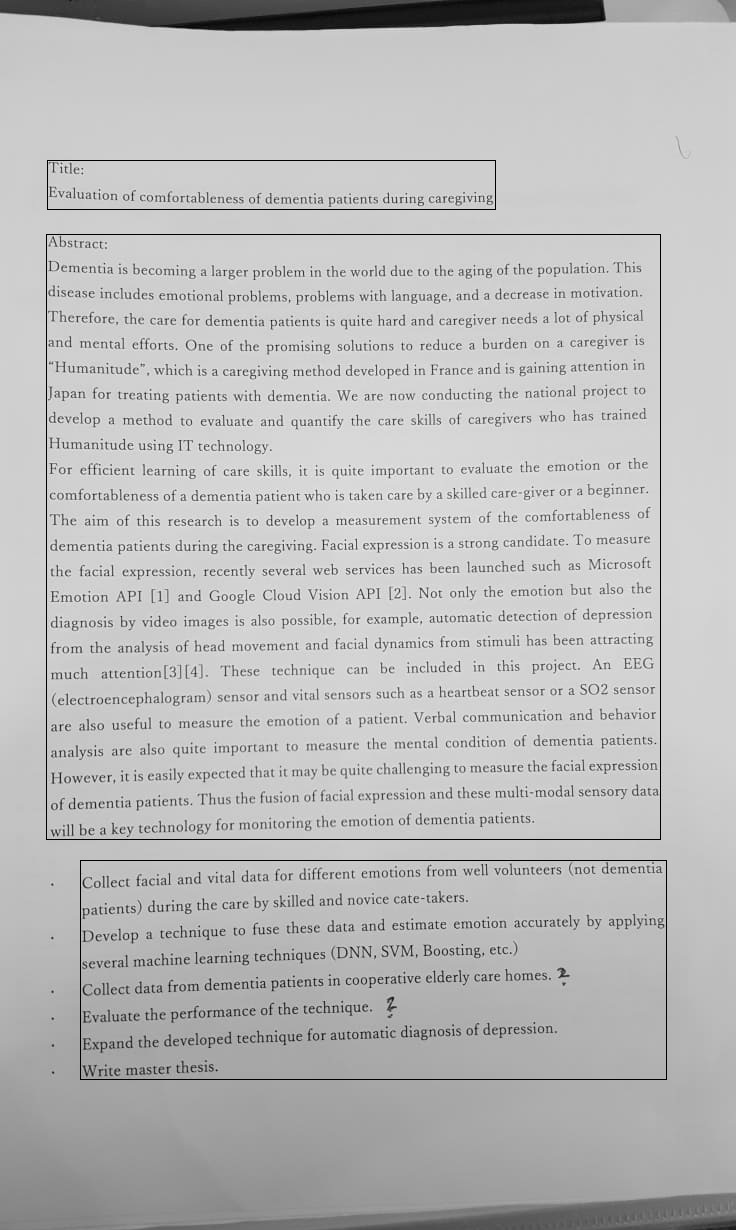 Title:
Evaluation of comfortableness of dementia patients during caregiving
Abstract:
Dementia is becoming a larger problem in the world due to the aging of the population. This
disease includes emotional problems, problems with language, and a decrease in motivation.
Therefore, the care for dementia patients is quite hard and caregiver needs a lot of physical
and mental efforts. One of the promising solutions to reduce a burden on a caregiver is
“Humanitude”, which is a caregiving method developed in France and is gaining attention in
Japan for treating patients with dementia. We are now conducting the national project to
develop a method to evaluate and quantify the care skills of caregivers who has trained
Humanitude using IT technology.
For efficient learning of care skills, it is quite important to evaluate the emotion or the
comfortableness of a dementia patient who is taken care by a skilled care-giver or a beginner.
The aim of this research is to develop a measurement system of the comfortableness of
dementia patients during the caregiving. Facial expression is a strong candidate. To measure
the facial expression, recently several web services has been launched such as Microsoft
Emotion API [1] and Google Cloud Vision API [2]. Not only the emotion but also the
diagnosis by video images is also possible, for example, automatic detection of depression
from the analysis of head movement and facial dynamics from stimuli has been attracting
much attention[3][4]. These technique can be included in this project. An EEG
(electroencephalogram) sensor and vital sensors such as a heartbeat sensor or a SO2 sensor
are also useful to measure the emotion of a patient. Verbal communication and behavior
analysis are also quite important to measure the mental condition of dementia patients.
However, it is easily expected that it may be quite challenging to measure the facial expression
of dementia patients. Thus the fusion of facial expression and these multi-modal sensory data
will be a key technology for monitoring the emotion of dementia patients.
· Collect facial and vital data for different emotions from well volunteers (not dementia
patients) during the care by skilled and novice cate-takers.
· Develop a technique to fuse these data and estimate emotion accurately by applying
several machine learning techniques (DNN, SVM, Boosting, etc.)
· Collect data from dementia patients in cooperative elderly care homes. ?
· Evaluate the performance of the technique. ?
· Expand the developed technique for automatic diagnosis of depression.
· Write master thesis.